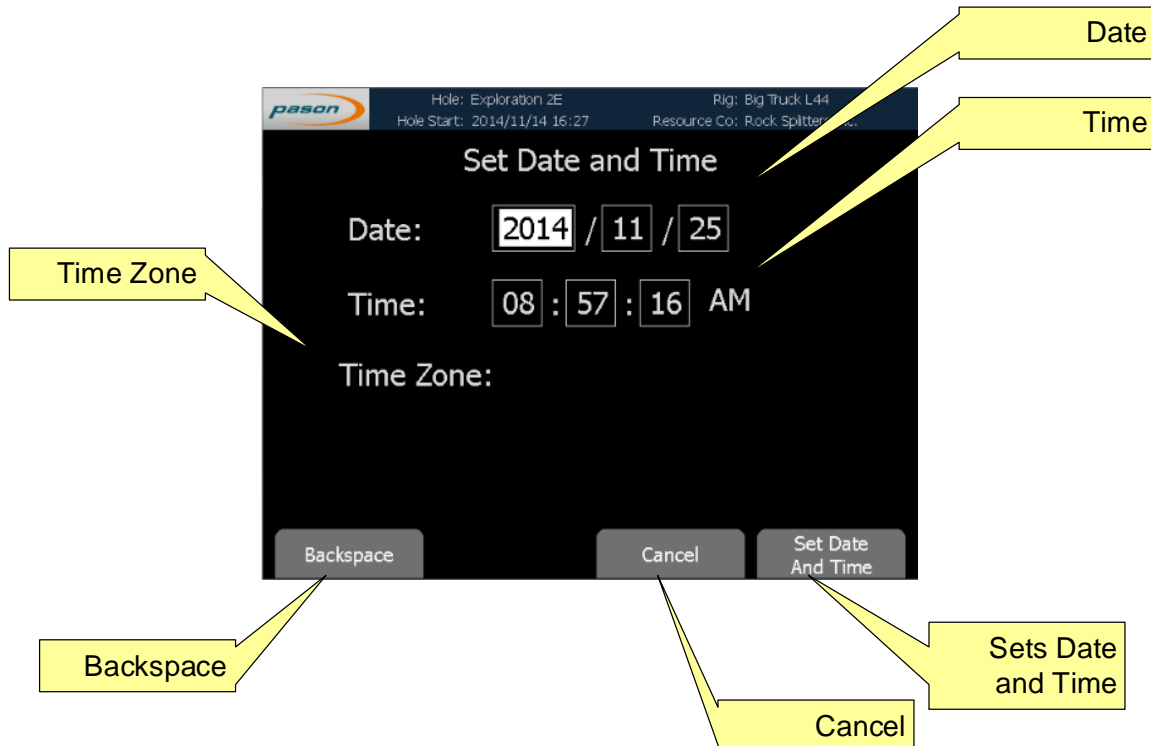 Date
pason
Hole: Exploration 2E
Rig: Big Truck L44
Hole Start: 2014/11/14 16:27
Resource Co: Rock Splitters
Time
Set Date and Time
Date: 2014 / 11 / 25
Time Zone
Time: 08 : 57 : 16 AM
Time Zone:
Backspace
Cancel
Set Date
And Time
Backspace
Sets Date
and Time
Cancel